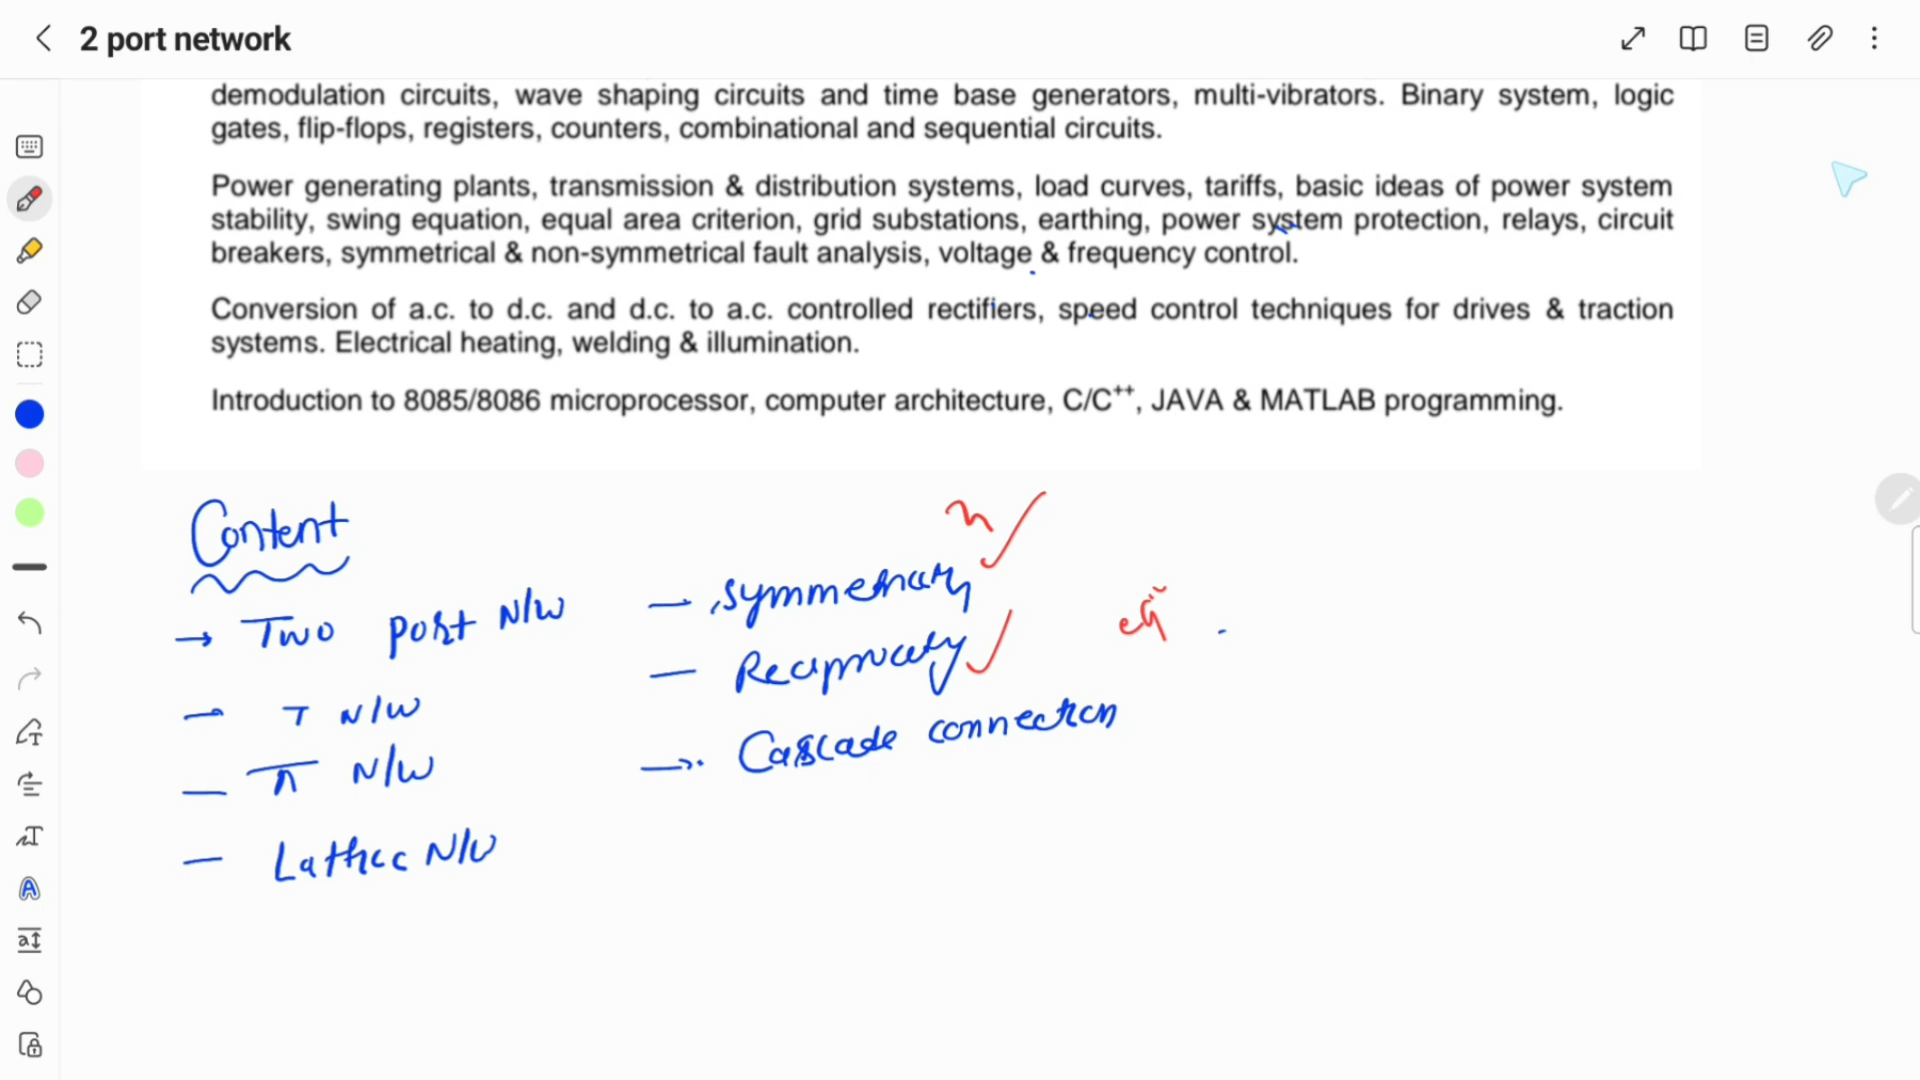 2 port network
demodulation circuits, wave shaping circuits and time base generators, multi-vibrators. Binary system, logic
gates, flip-flops, registers, counters, combinational and sequential circuits.
Power generating plants, transmission & distribution systems, load curves, tariffs, basic ideas of power system
stability, swing equation, equal area criterion, grid substations, earthing, power system protection, relays, circuit
breakers, symmetrical & non-symmetrical fault analysis, voltage & frequency control.
Conversion of a.c. to d.c. and d.c. to a.c. controlled rectifiers, speed control techniques for drives & traction
systems. Electrical heating, welding & illumination.
Introduction to 8085/8086 microprocessor, computer architecture, C/C++, JAVA & MATLAB programming.
Content
→ Two port N/W
— T N/W
— π N/W
— Lattice N/W
— Symmetricity
— Reciprocity
→ Cascade connection